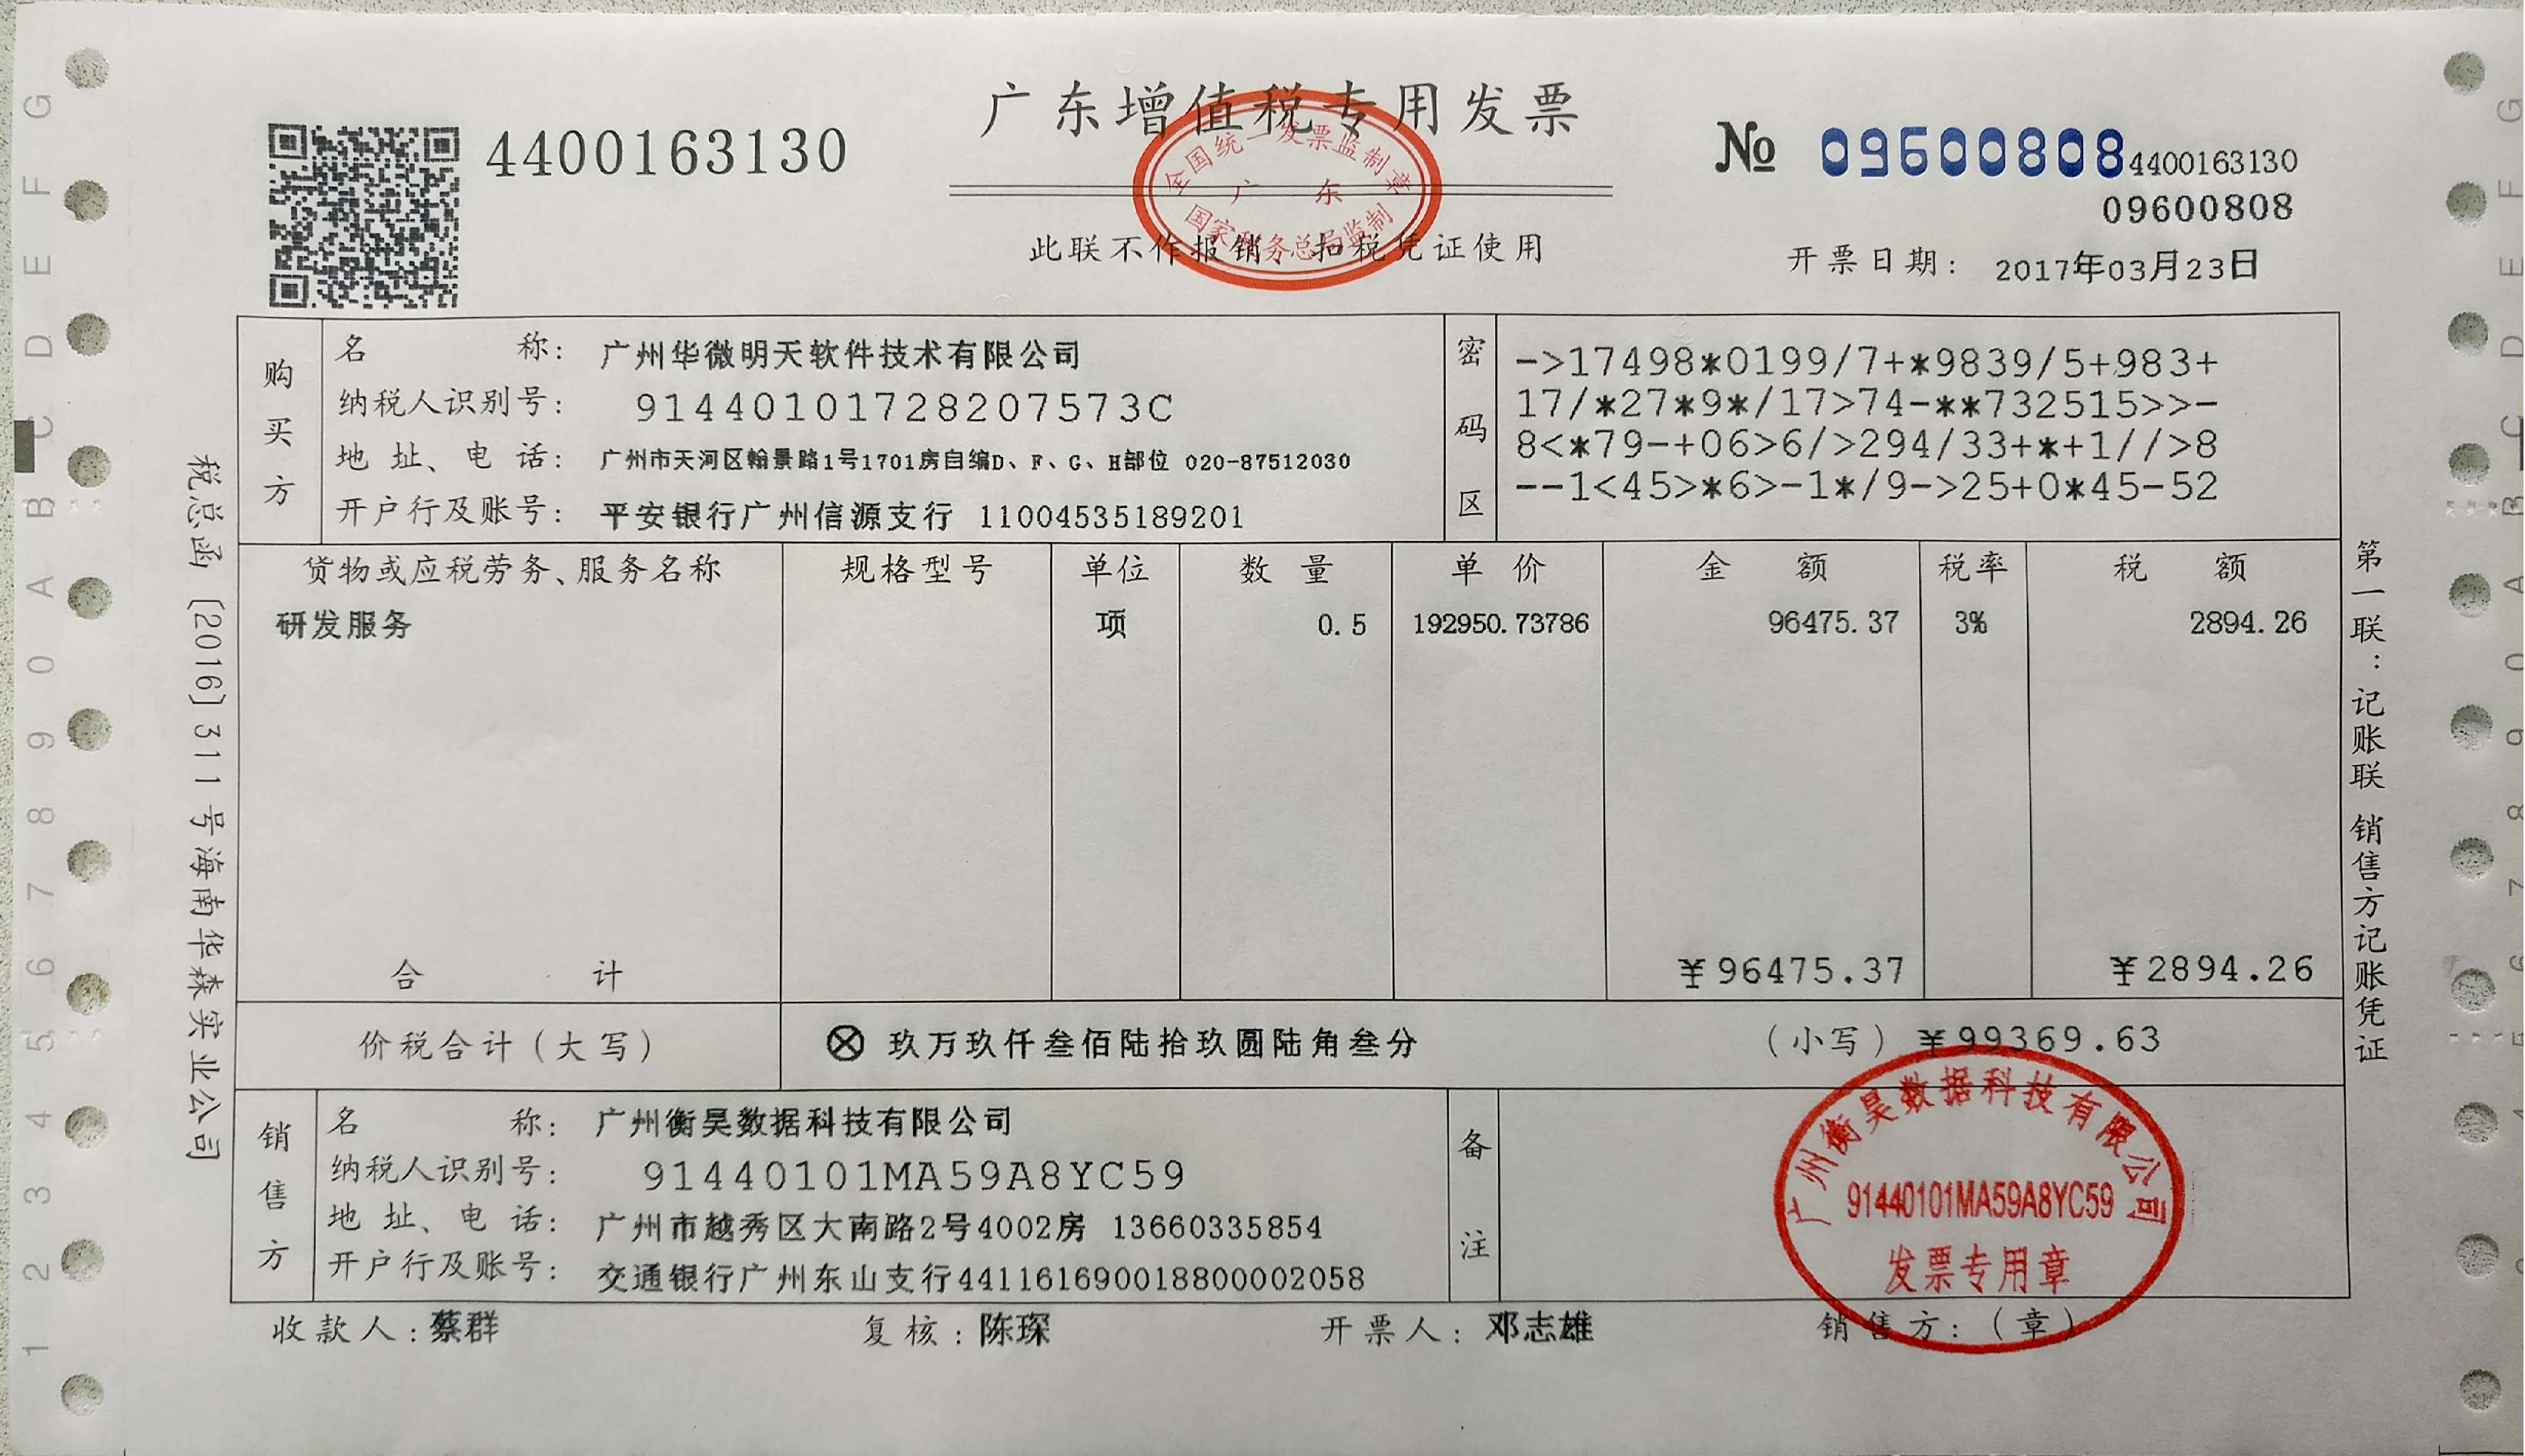 广东增值税专用发票
4400163130
No 09600808
4400163130
09600808
全国统一发票监制章
广 东
国家税务总局监制
此联不作报销、扣税凭证使用
开票日期: 2017年03月23日
购买方
名 称: 广州华微明天软件技术有限公司
纳税人识别号: 91440101728207573C
地 址、电 话: 广州市天河区翰景路1号1701房自编D、F、G、H部位 020-87512030
开户行及账号: 平安银行广州信源支行 11004535189201
密码区
->17498*0199/7+*9839/5+983+
17/*27*9*/17>74-**732515>>-
8<*79-+06>6/>294/33+*+1//>8
--1<45>*6>-1*/9->25+0*45-52
货物或应税劳务、服务名称 规格型号 单位 数 量 单 价 金 额 税率 税 额
研发服务 项 0.5 192950.73786 96475.37 3% 2894.26
合 计 ¥96475.37 ¥2894.26
价税合计(大写) ⊗玖万玖仟叁佰陆拾玖圆陆角叁分 (小写) ¥99369.63
销售方
名 称: 广州衡昊数据科技有限公司
纳税人识别号: 91440101MA59A8YC59
地 址、电 话: 广州市越秀区大南路2号4002房 13660335854
开户行及账号: 交通银行广州东山支行441161690018800002058
备注
广州衡昊数据科技有限公司
91440101MA59A8YC59
发票专用章
收款人:蔡群 复核:陈琛 开票人:邓志雄 销售方:(章)
税总函〔2016〕311号海南华森实业公司
第一联:记账联 销售方记账凭证
G F E D C B A 0 9 8 7 6 5 4 3 2 1
G F E D C B A 0 9 8 7 6 5 4